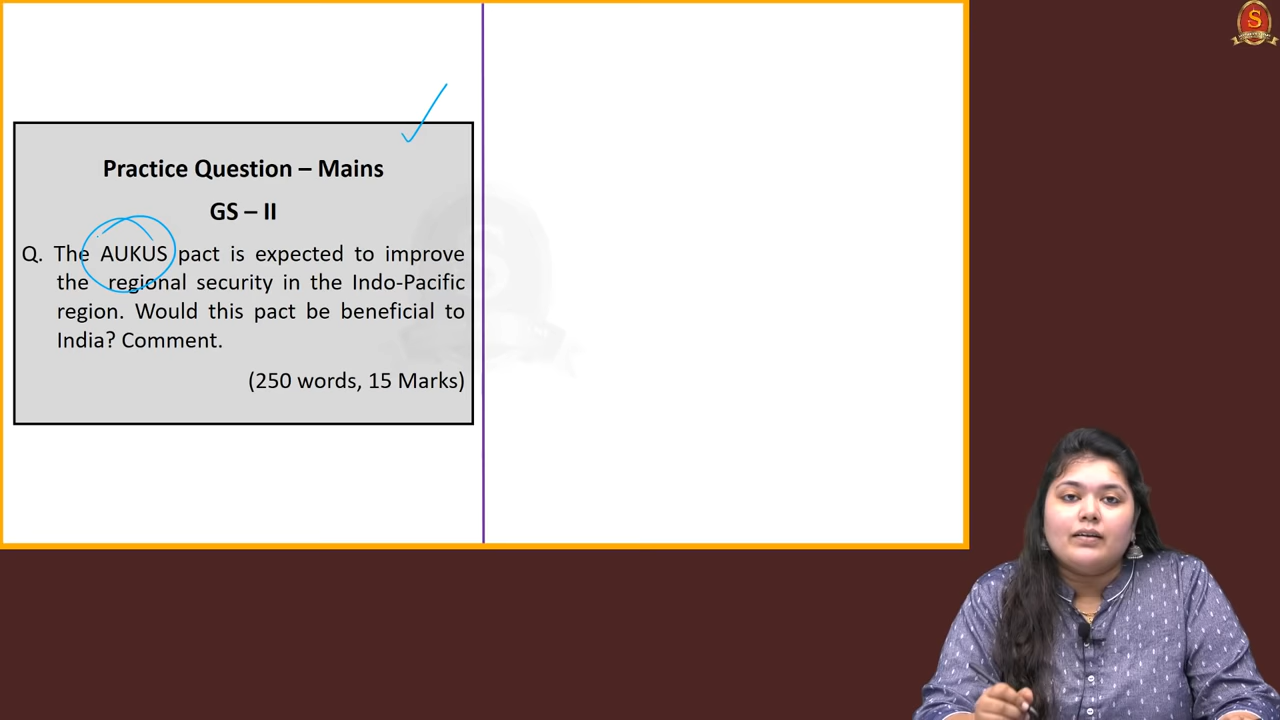 Practice Question – Mains
GS – II
Q. The AUKUS pact is expected to improve
the regional security in the Indo-Pacific
region. Would this pact be beneficial to
India? Comment.
(250 words, 15 Marks)
S